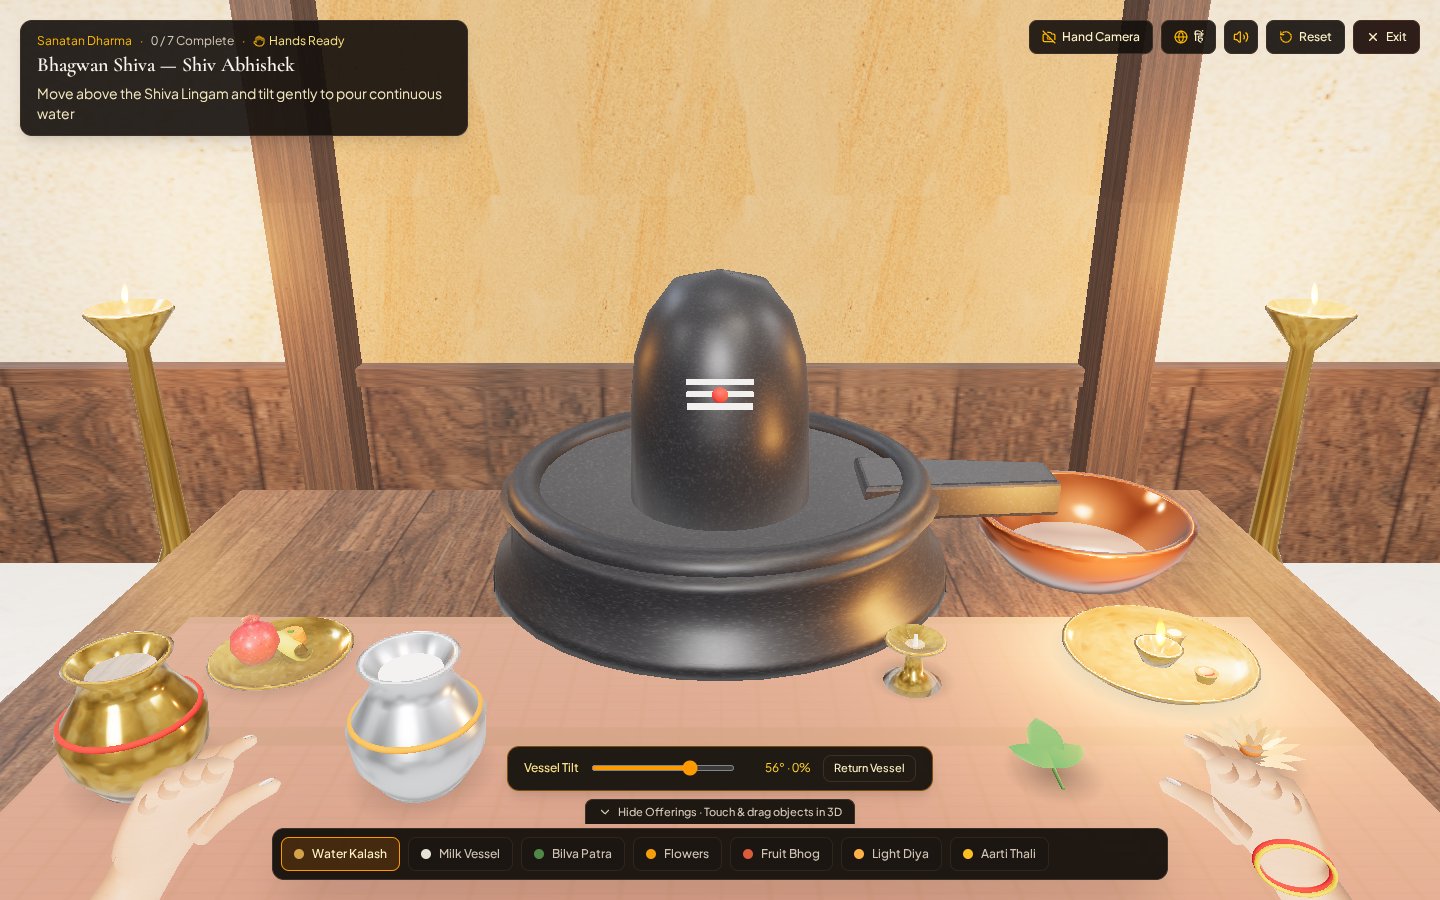 Sanatan Dharma · 0 / 7 Complete · Hands Ready
Bhagwan Shiva — Shiv Abhishek
Move above the Shiva Lingam and tilt gently to pour continuous
water
Hand Camera
हिं
Reset
Exit
Vessel Tilt
56° · 0%
Return Vessel
Hide Offerings · Touch & drag objects in 3D
Water Kalash
Milk Vessel
Bilva Patra
Flowers
Fruit Bhog
Light Diya
Aarti Thali